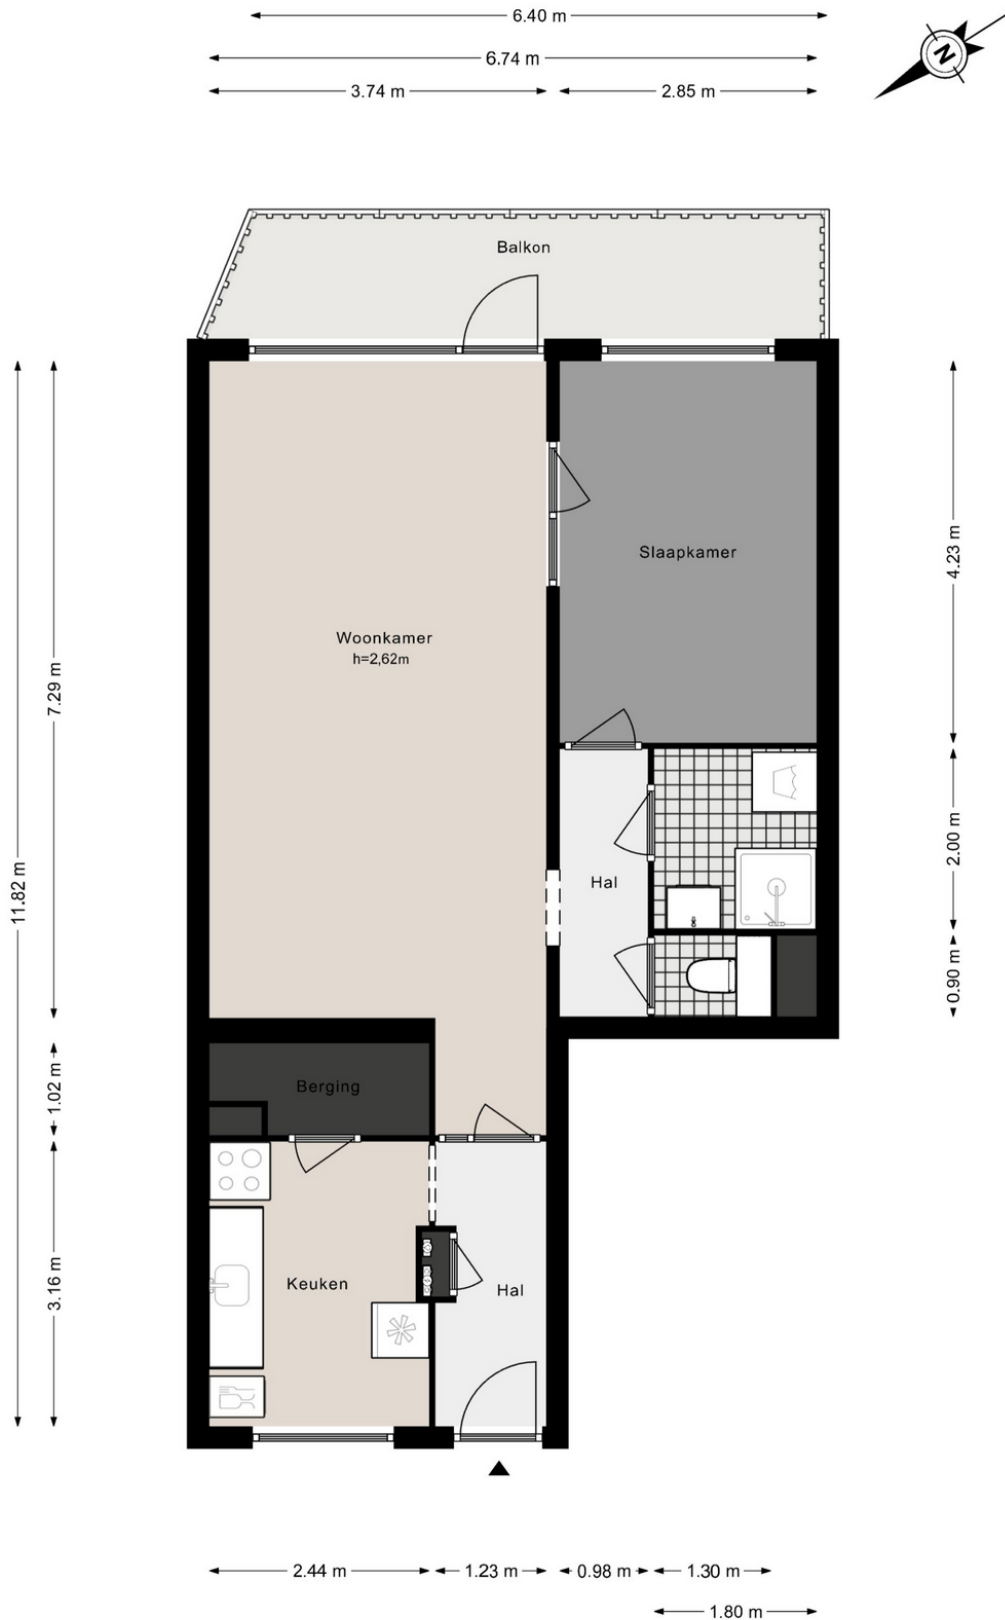 6.40 m
6.74 m
3.74 m
2.85 m
N
Balkon
Slaapkamer
4.23 m
Woonkamer
h=2,62m
7.29 m
11.82 m
2.00 m
Hal
0.90 m
Berging
1.02 m
Keuken
Hal
3.16 m
2.44 m
1.23 m
0.98 m
1.30 m
1.80 m